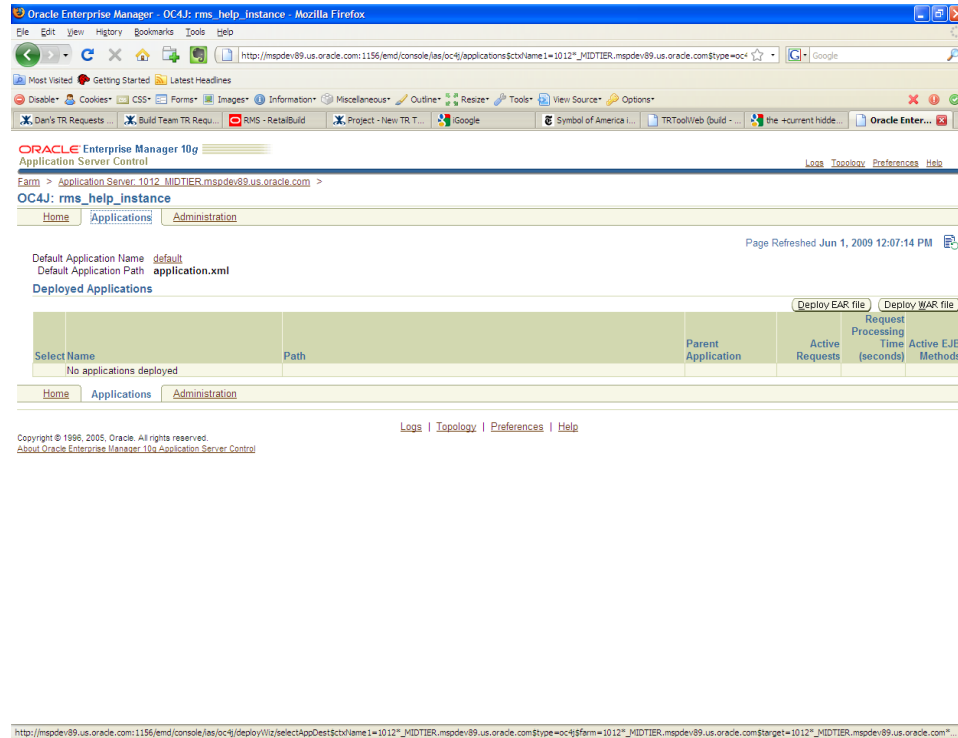 Oracle Enterprise Manager - OC4J: rms_help_instance - Mozilla Firefox
File Edit View History Bookmarks Tools Help
http://mspdev89.us.oracle.com:1156/emd/console/ias/oc4j/applications$ctxName1=1012*_MIDTIER.mspdev89.us.oracle.com$type=oc4 Google
Most Visited Getting Started Latest Headlines
Disable Cookies CSS Forms Images Information Miscellaneous Outline Resize Tools View Source Options
Dan's TR Requests ... Build Team TR Requ... RMS - RetailBuild Project - New TR T... iGoogle Symbol of America i... TRToolWeb (build - ... the +current hidde... Oracle Enter...
ORACLE Enterprise Manager 10g
Application Server Control Logs Topology Preferences Help
Farm > Application Server: 1012_MIDTIER.mspdev89.us.oracle.com >
OC4J: rms_help_instance
Home Applications Administration
Page Refreshed Jun 1, 2009 12:07:14 PM
Default Application Name default
Default Application Path application.xml
Deployed Applications
Deploy EAR file Deploy WAR file
Request
Processing
Parent Active Time Active EJB
Select Name Path Application Requests (seconds) Methods
No applications deployed
Home Applications Administration
Logs | Topology | Preferences | Help
Copyright © 1996, 2005, Oracle. All rights reserved.
About Oracle Enterprise Manager 10g Application Server Control
http://mspdev89.us.oracle.com:1156/emd/console/ias/oc4j/deployWiz/selectAppDest$ctxName1=1012*_MIDTIER.mspdev89.us.oracle.com$type=oc4j$farm=1012*_MIDTIER.mspdev89.us.oracle.com$target=1012*_MIDTIER.mspdev89.us.oracle.com*...